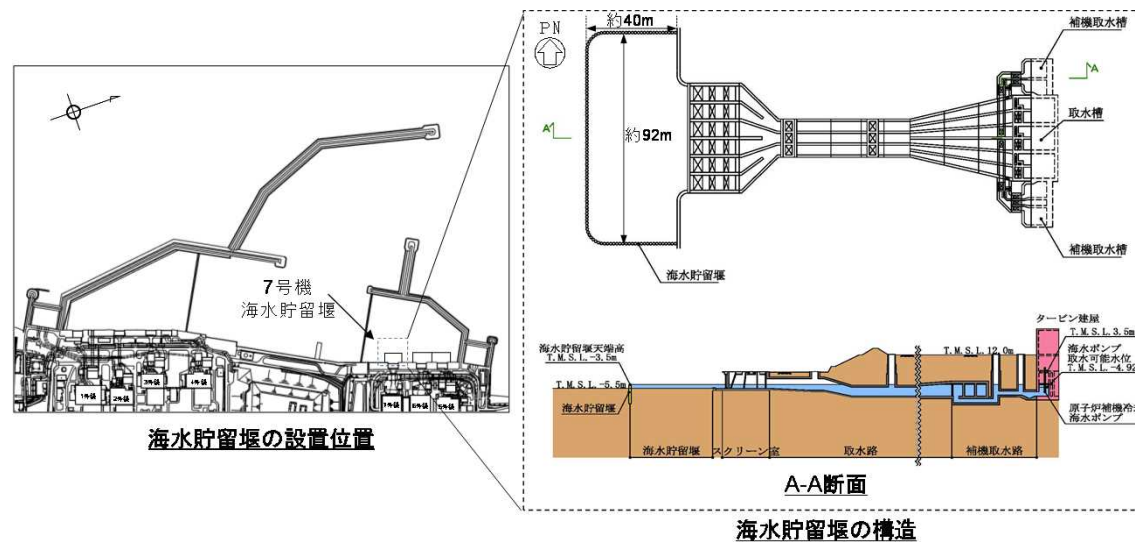 7号機
海水貯留堰
1号機
2号機
3号機
4号機
7号機
6号機
5号機
海水貯留堰の設置位置
PN
約40m
約92m
A
A
補機取水槽
取水槽
補機取水槽
海水貯留堰
海水貯留堰天端高
T.M.S.L.-3.5m
T.M.S.L.-5.5m
海水貯留堰
T.M.S.L.12.0m
タービン建屋
T.M.S.L.3.5m
海水ポンプ
取水可能水位
T.M.S.L.-4.92
原子炉補機冷
海水ポンプ
海水貯留堰
スクリーン室
取水路
補機取水路
A-A断面
海水貯留堰の構造